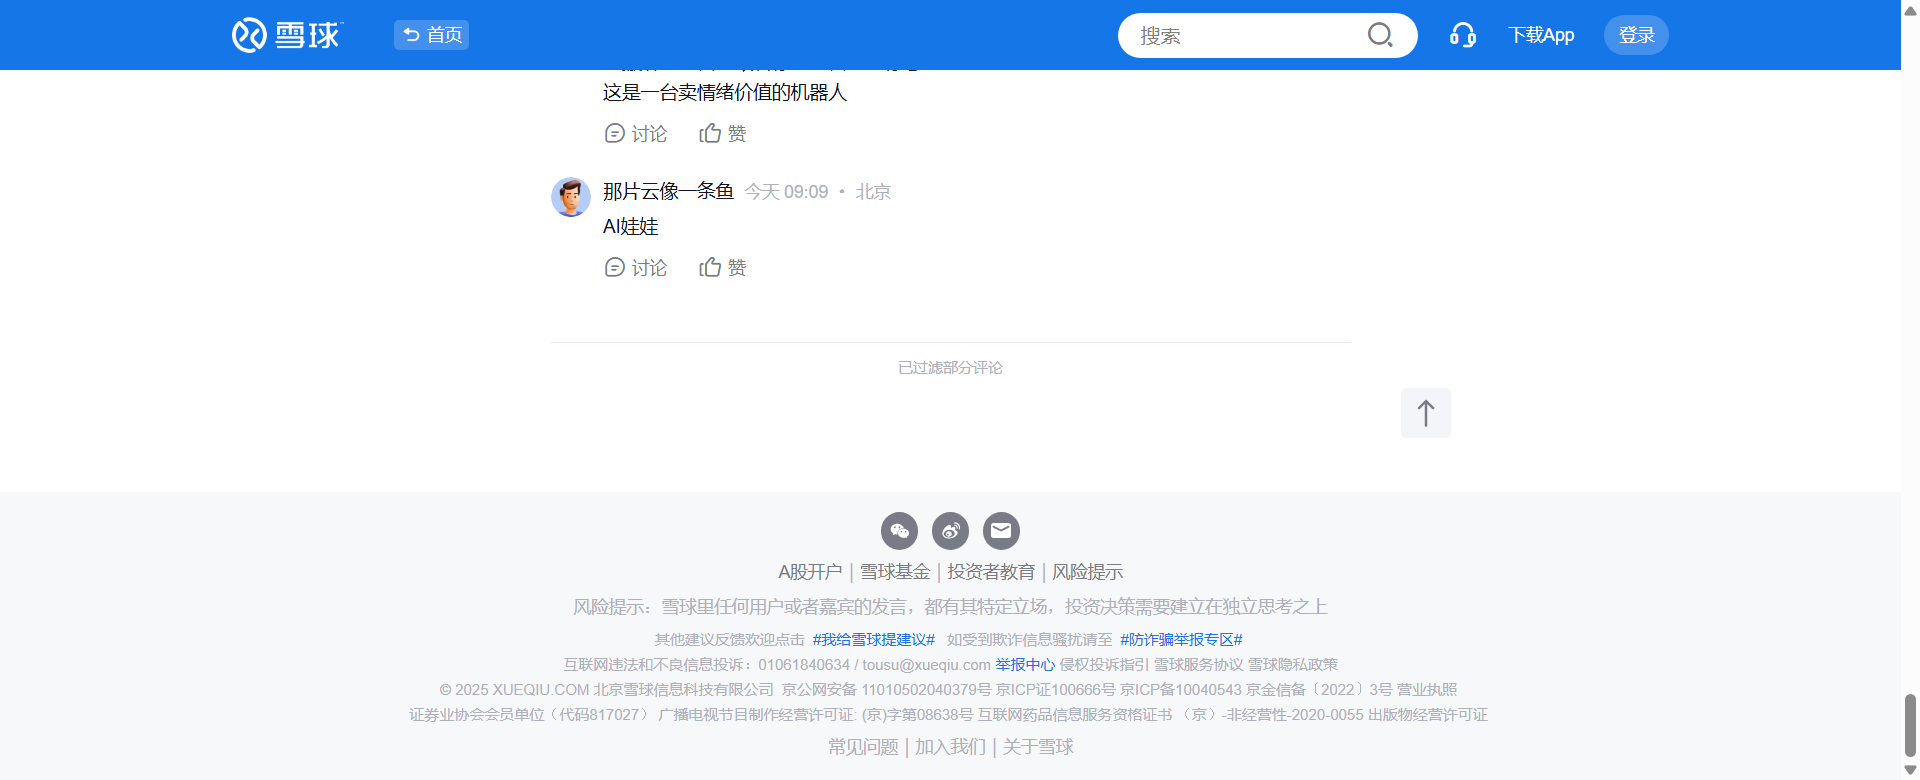 雪球
首页
搜索
下载App
登录
这是一台卖情绪价值的机器人
讨论 赞
那片云像一条鱼 今天 09:09 · 北京
AI娃娃
讨论 赞
已过滤部分评论
A股开户 | 雪球基金 | 投资者教育 | 风险提示
风险提示：雪球里任何用户或者嘉宾的发言，都有其特定立场，投资决策需要建立在独立思考之上
其他建议反馈欢迎点击 #我给雪球提建议# 如受到欺诈信息骚扰请至 #防诈骗举报专区#
互联网违法和不良信息投诉：01061840634 / tousu@xueqiu.com 举报中心 侵权投诉指引 雪球服务协议 雪球隐私政策
© 2025 XUEQIU.COM 北京雪球信息科技有限公司 京公网安备 11010502040379号 京ICP证100666号 京ICP备10040543 京金信备〔2022〕3号 营业执照
证券业协会会员单位（代码817027） 广播电视节目制作经营许可证: (京)字第08638号 互联网药品信息服务资格证书 （京）-非经营性-2020-0055 出版物经营许可证
常见问题 | 加入我们 | 关于雪球